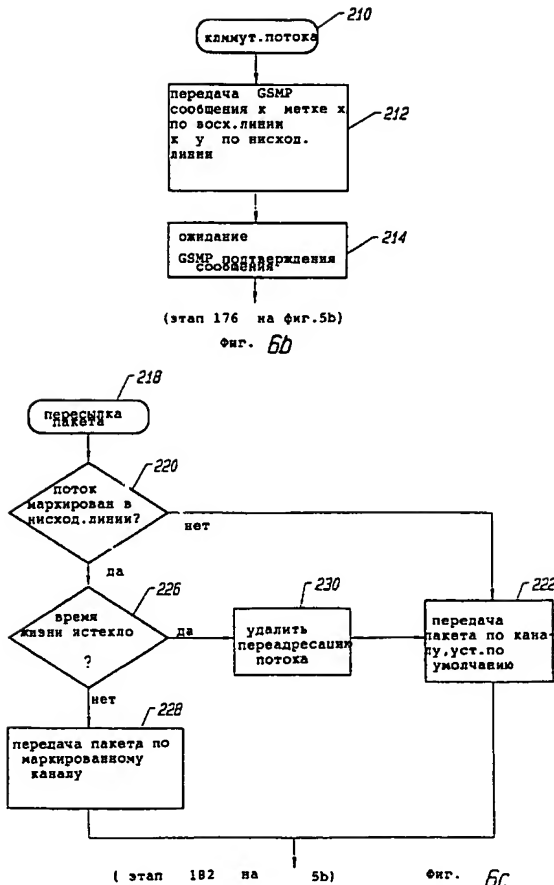 210
клммут.потока
передача GSMP
сообщения к метке х
по восх.линии
х у по нисход.
линии
212
ожидание
GSMP подтверждения
сообщения
214
(этап 176 на фиг.5b)
Фиг. 6b
218
пересылка
пакета
220
поток
маркирован в
нисход.линии?
нет
да
226
время
жизни истекло
?
да
нет
230
удалить
переадресацию
потока
222
передача
пакета по кана-
лу,уст.по
умолчанию
228
передача пакета по
маркированному
каналу
( этап 182 на 5b)
Фиг. 6c